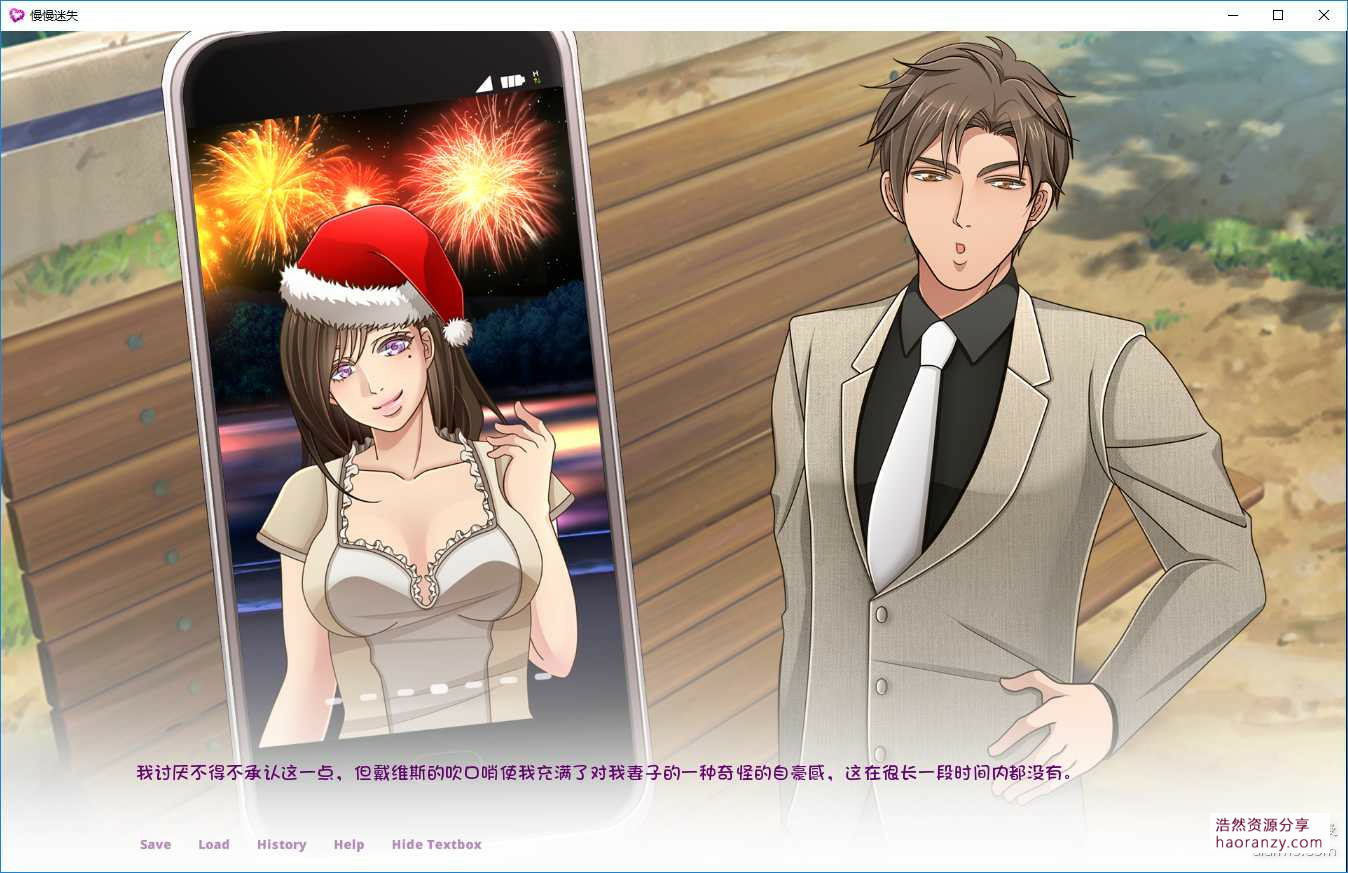 慢慢迷失
H
我讨厌不得不承认这一点，但戴维斯的吹口哨使我充满了对我妻子的一种奇怪的自豪感，这在很长一段时间内都没有。
Save Load History Help Hide Textbox
浩然资源分享
haoranzy.com